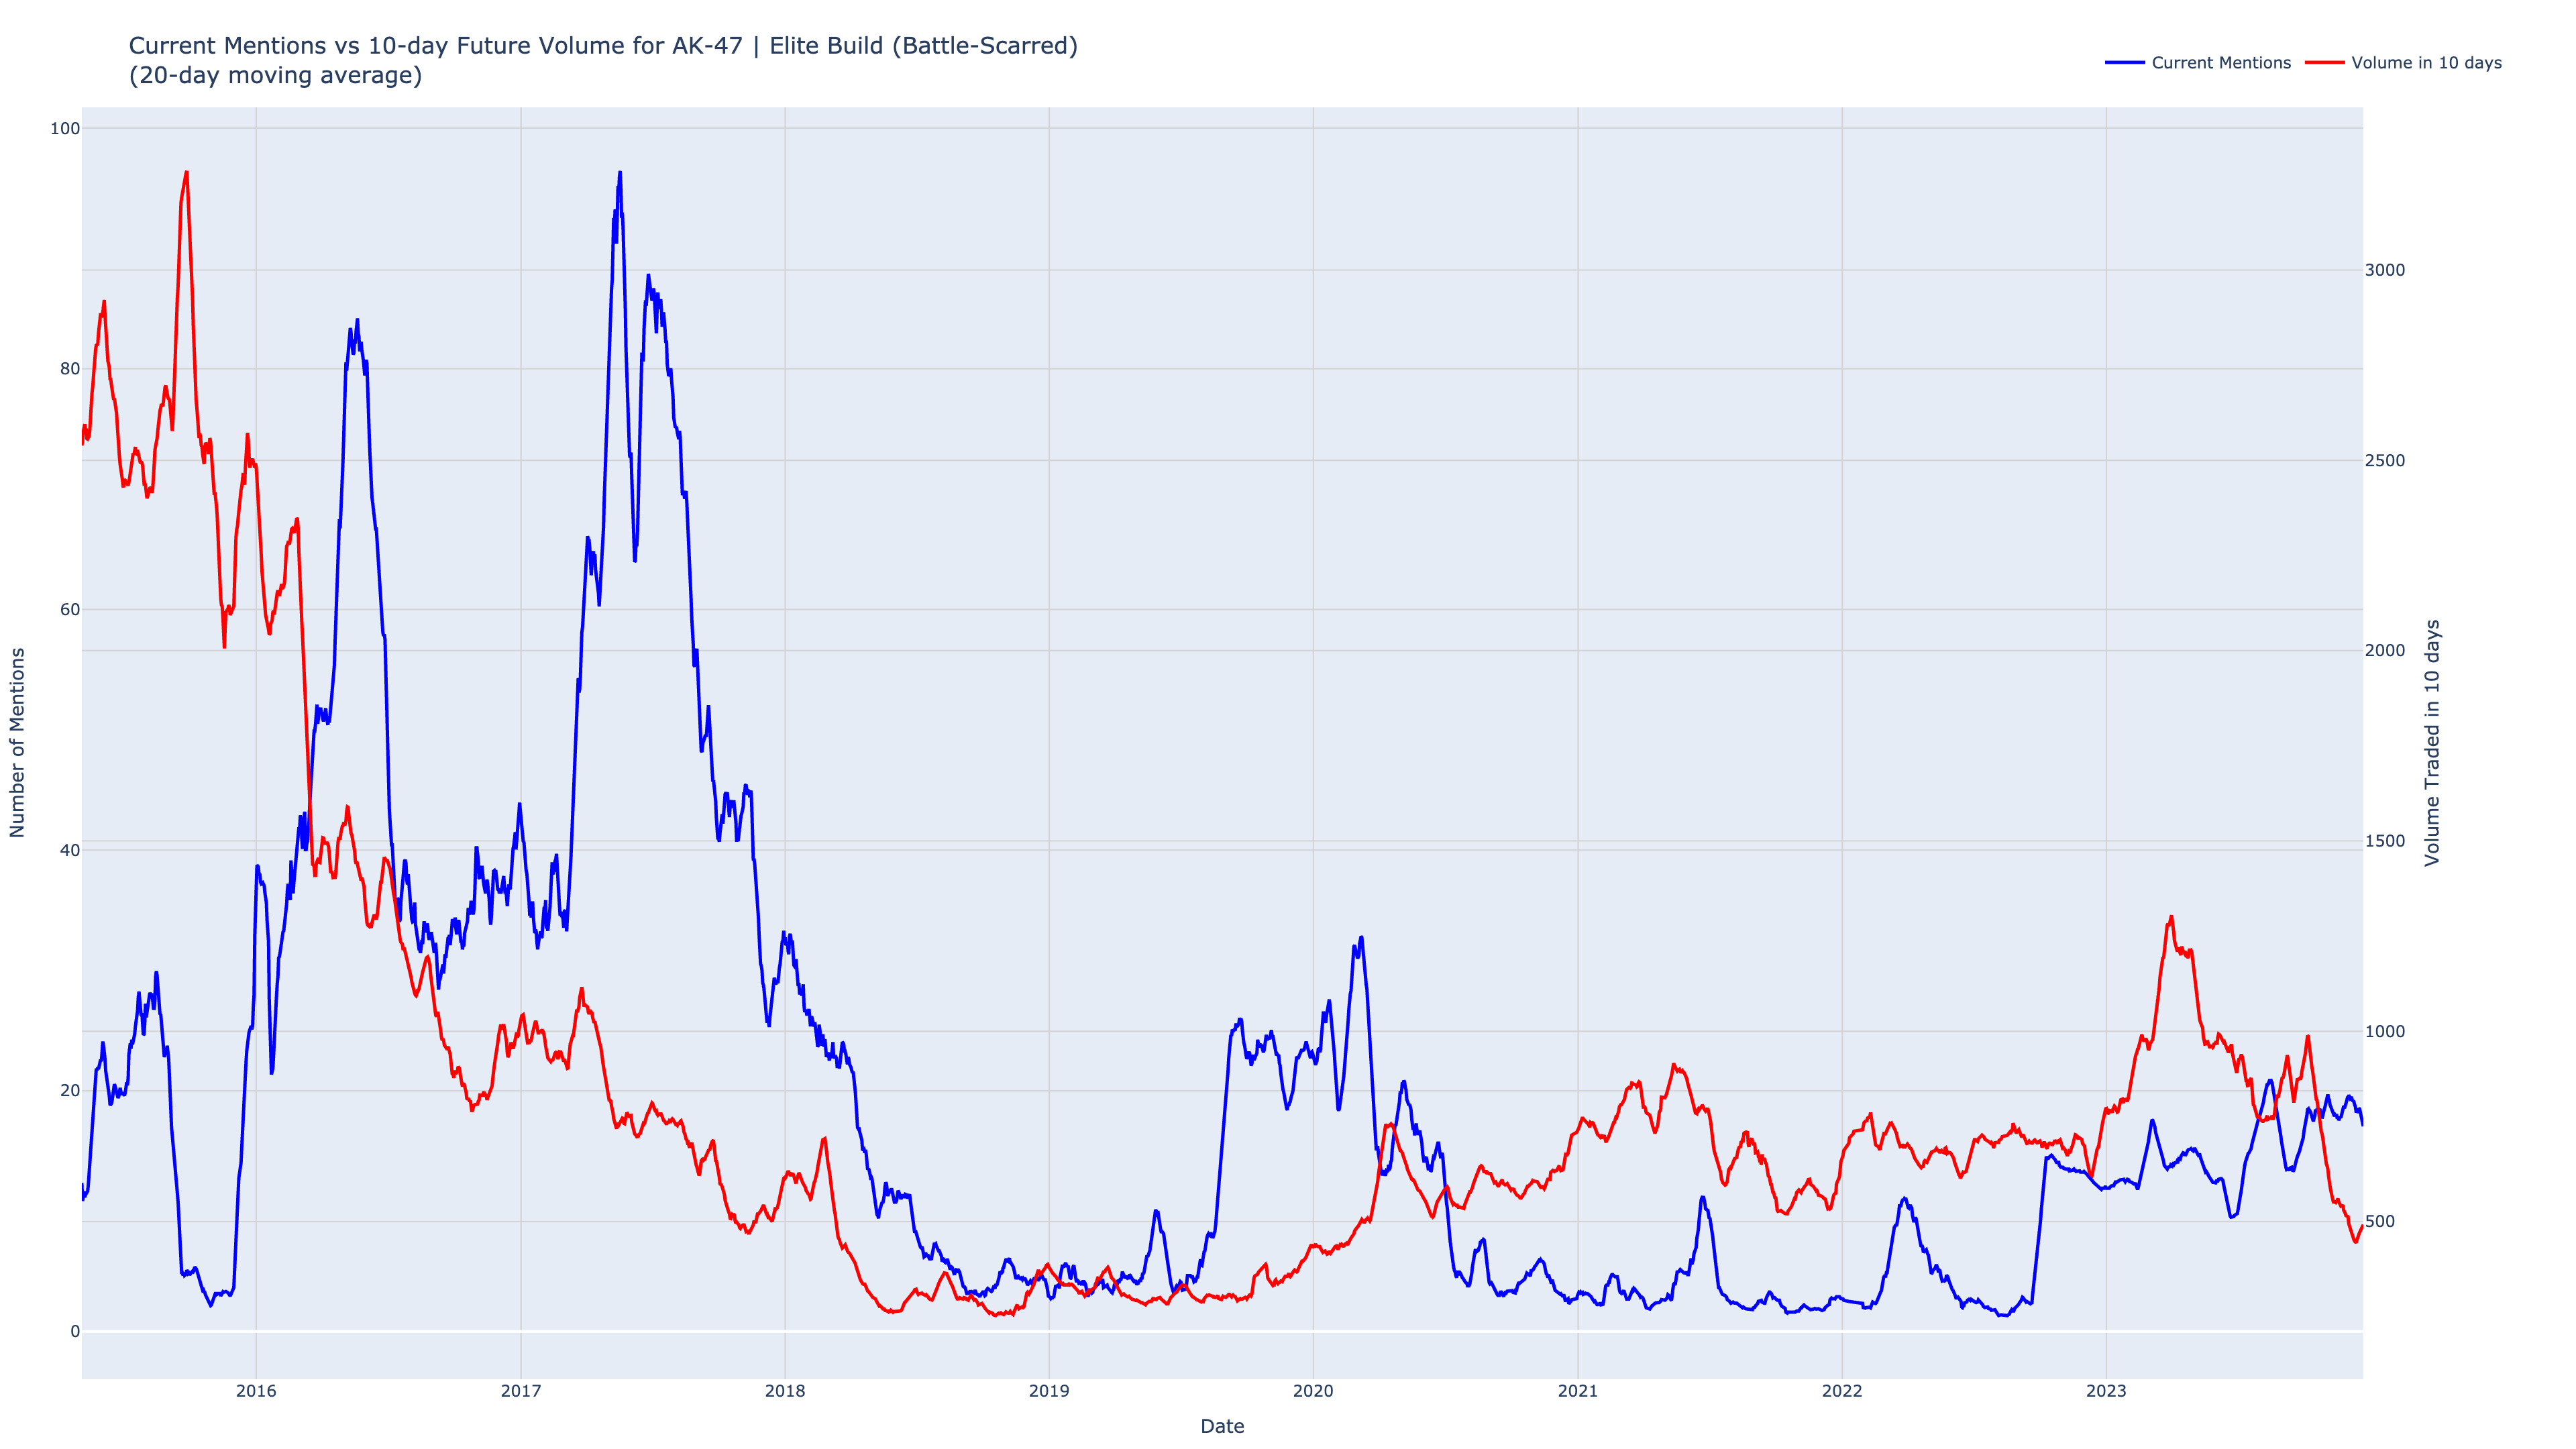 Current Mentions vs 10-day Future Volume for AK-47 | Elite Build (Battle-Scarred)
(20-day moving average)
Current Mentions
Volume in 10 days
100
80
60
40
20
0
Number of Mentions
3000
2500
2000
1500
1000
500
Volume Traded in 10 days
2016
2017
2018
2019
2020
2021
2022
2023
Date